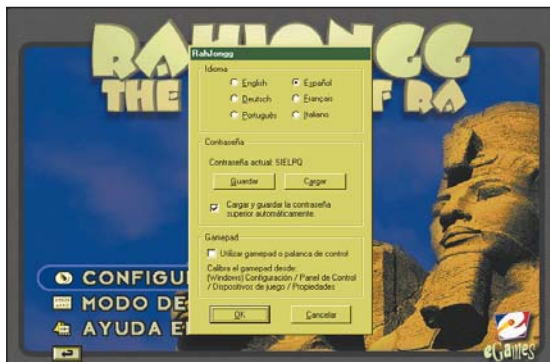 RAHJONGG
THE F RA
RahJongg
Idioma
English Español
Deutsch Français
Português Italiano
Contraseña
Contraseña actual: SIELPQ
Guardar Cargar
Cargar y guardar la contraseña
superior automáticamente.
Gamepad
Utilizar gamepad o palanca de control
Calibra el gamepad desde:
(Windows) Configuración / Panel de Control
/ Dispositivos de juego / Propiedades
OK Cancelar
CONFIGU
MODO DE
AYUDA E
eGames